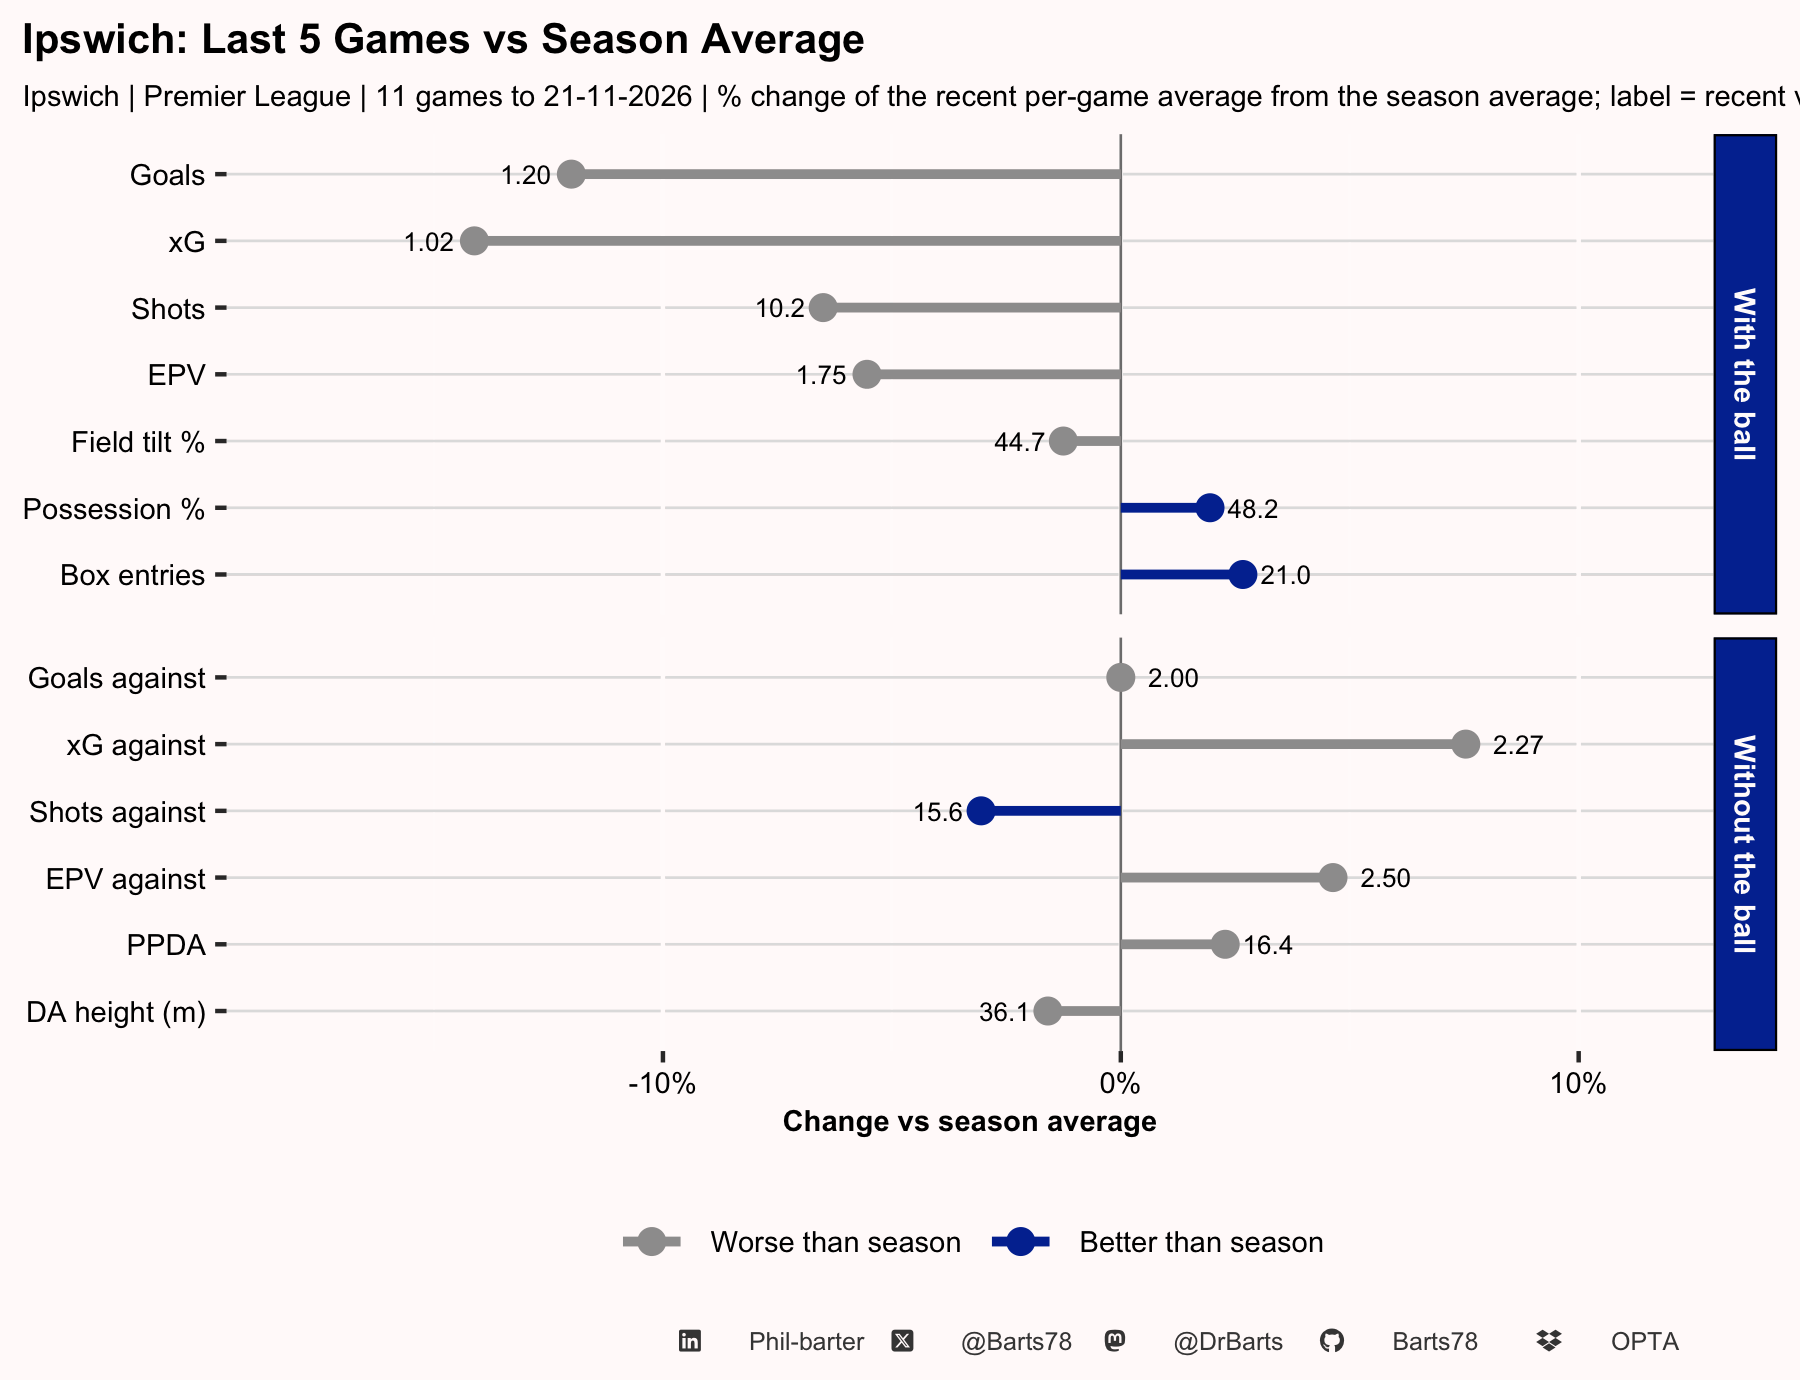 Ipswich: Last 5 Games vs Season Average
Ipswich | Premier League | 11 games to 21-11-2026 | % change of the recent per-game average from the season average; label = recent
Goals
1.20
xG
1.02
Shots
10.2
EPV
1.75
Field tilt %
44.7
Possession %
48.2
Box entries
21.0
With the ball
Goals against
2.00
xG against
2.27
Shots against
15.6
EPV against
2.50
PPDA
16.4
DA height (m)
36.1
Without the ball
-10%
0%
10%
Change vs season average
Worse than season
Better than season
Phil-barter
@Barts78
@DrBarts
Barts78
OPTA